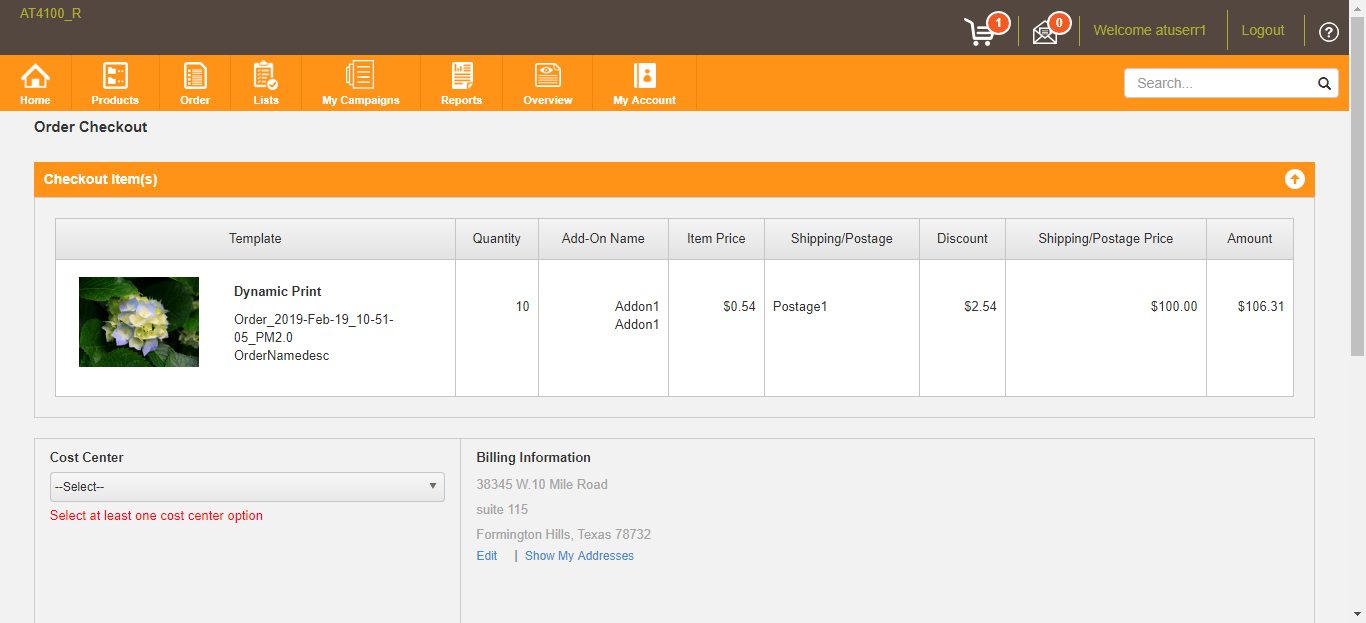 AT4100_R
1
0
Welcome atuserr1
Logout
?
Home
Products
Order
Lists
My Campaigns
Reports
Overview
My Account
Search...
Order Checkout
Checkout Item(s)
Template
Quantity
Add-On Name
Item Price
Shipping/Postage
Discount
Shipping/Postage Price
Amount
Dynamic Print
Order_2019-Feb-19_10-51-
05_PM2.0
OrderNamedesc
10
Addon1
Addon1
$0.54
Postage1
$2.54
$100.00
$106.31
Cost Center
--Select--
Select at least one cost center option
Billing Information
38345 W.10 Mile Road
suite 115
Formington Hills, Texas 78732
Edit | Show My Addresses